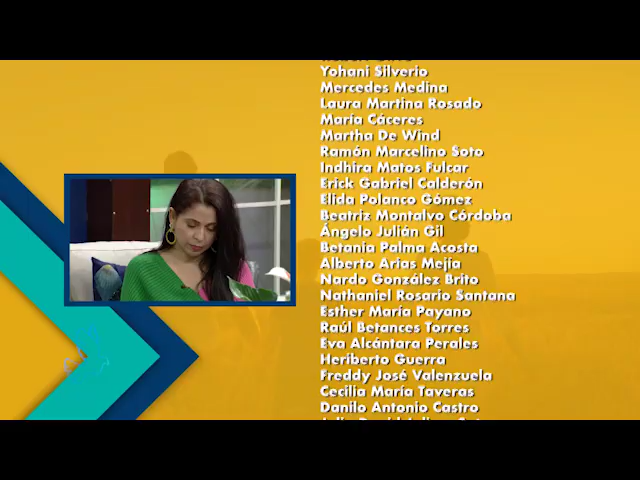 Yohani Silverio
Mercedes Medina
Laura Martina Rosado
María Cáceres
Martha De Wind
Ramón Marcelino Soto
Indhira Matos Fulcar
Erick Gabriel Calderón
Elida Polanco Gómez
Beatriz Montalvo Córdoba
Ángelo Julián Gil
Betania Palma Acosta
Alberto Arias Mejía
Nardo González Brito
Nathaniel Rosario Santana
Esther María Payano
Raúl Betances Torres
Eva Alcántara Perales
Heriberto Guerra
Freddy José Valenzuela
Cecilia María Taveras
Danilo Antonio Castro